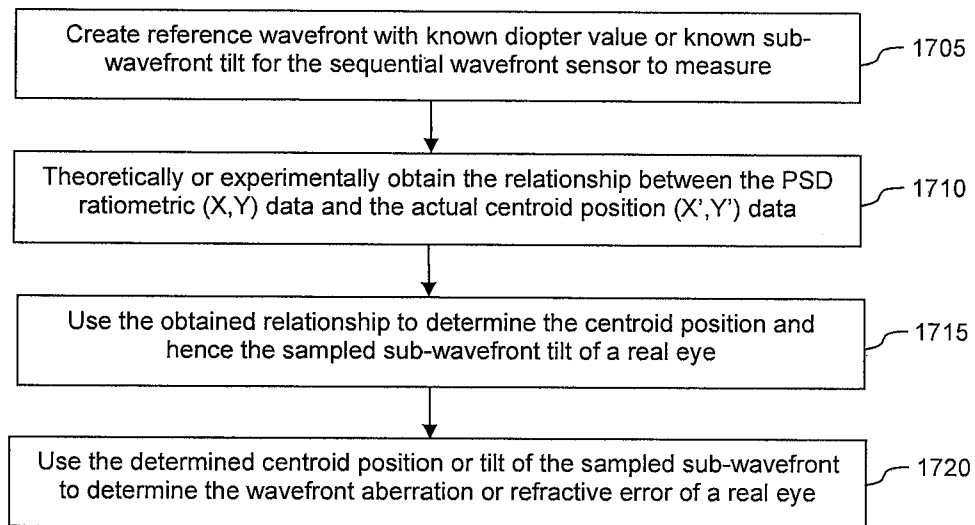 Create reference wavefront with known diopter value or known sub-
wavefront tilt for the sequential wavefront sensor to measure
1705
Theoretically or experimentally obtain the relationship between the PSD
ratiometric (X,Y) data and the actual centroid position (X',Y') data
1710
Use the obtained relationship to determine the centroid position and
hence the sampled sub-wavefront tilt of a real eye
1715
Use the determined centroid position or tilt of the sampled sub-wavefront
to determine the wavefront aberration or refractive error of a real eye
1720